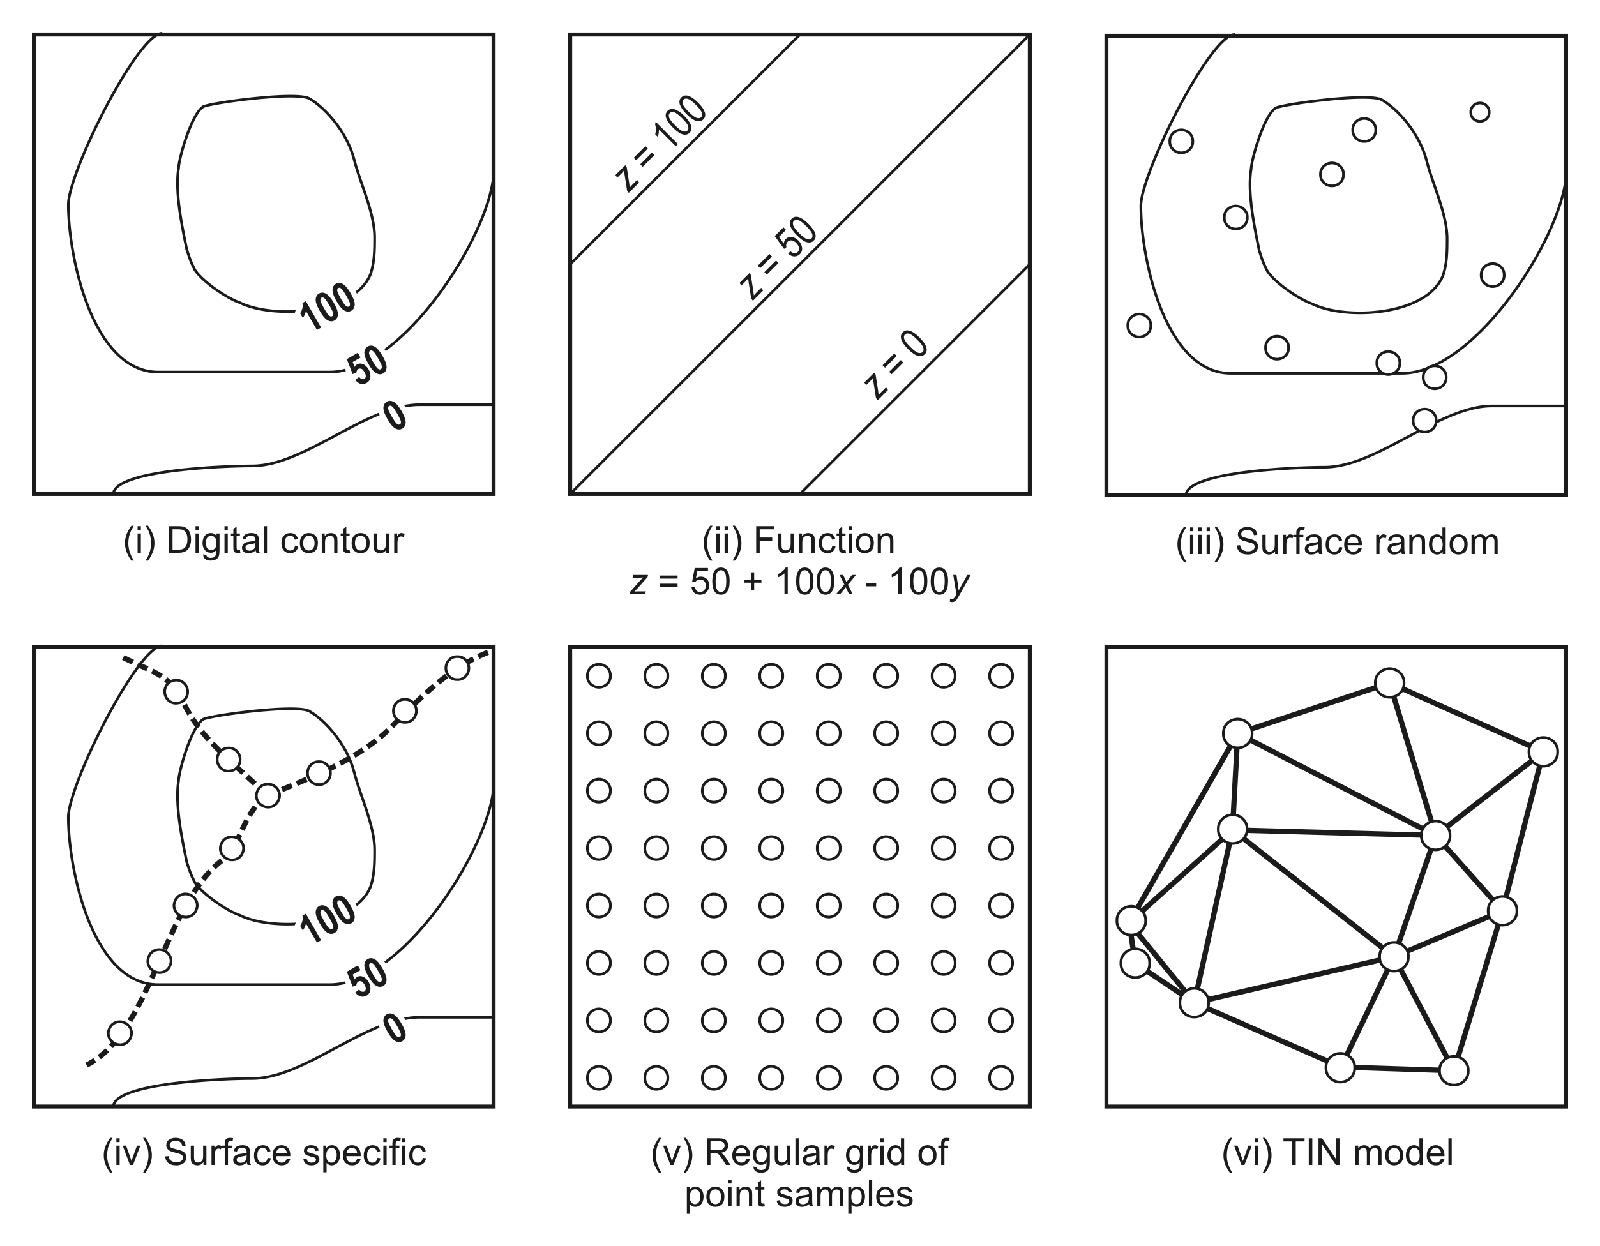 100
50
0
z = 100
z = 50
z = 0
(i) Digital contour
(ii) Function
z = 50 + 100x - 100y
(iii) Surface random
100
50
0
(iv) Surface specific
(v) Regular grid of
point samples
(vi) TIN model